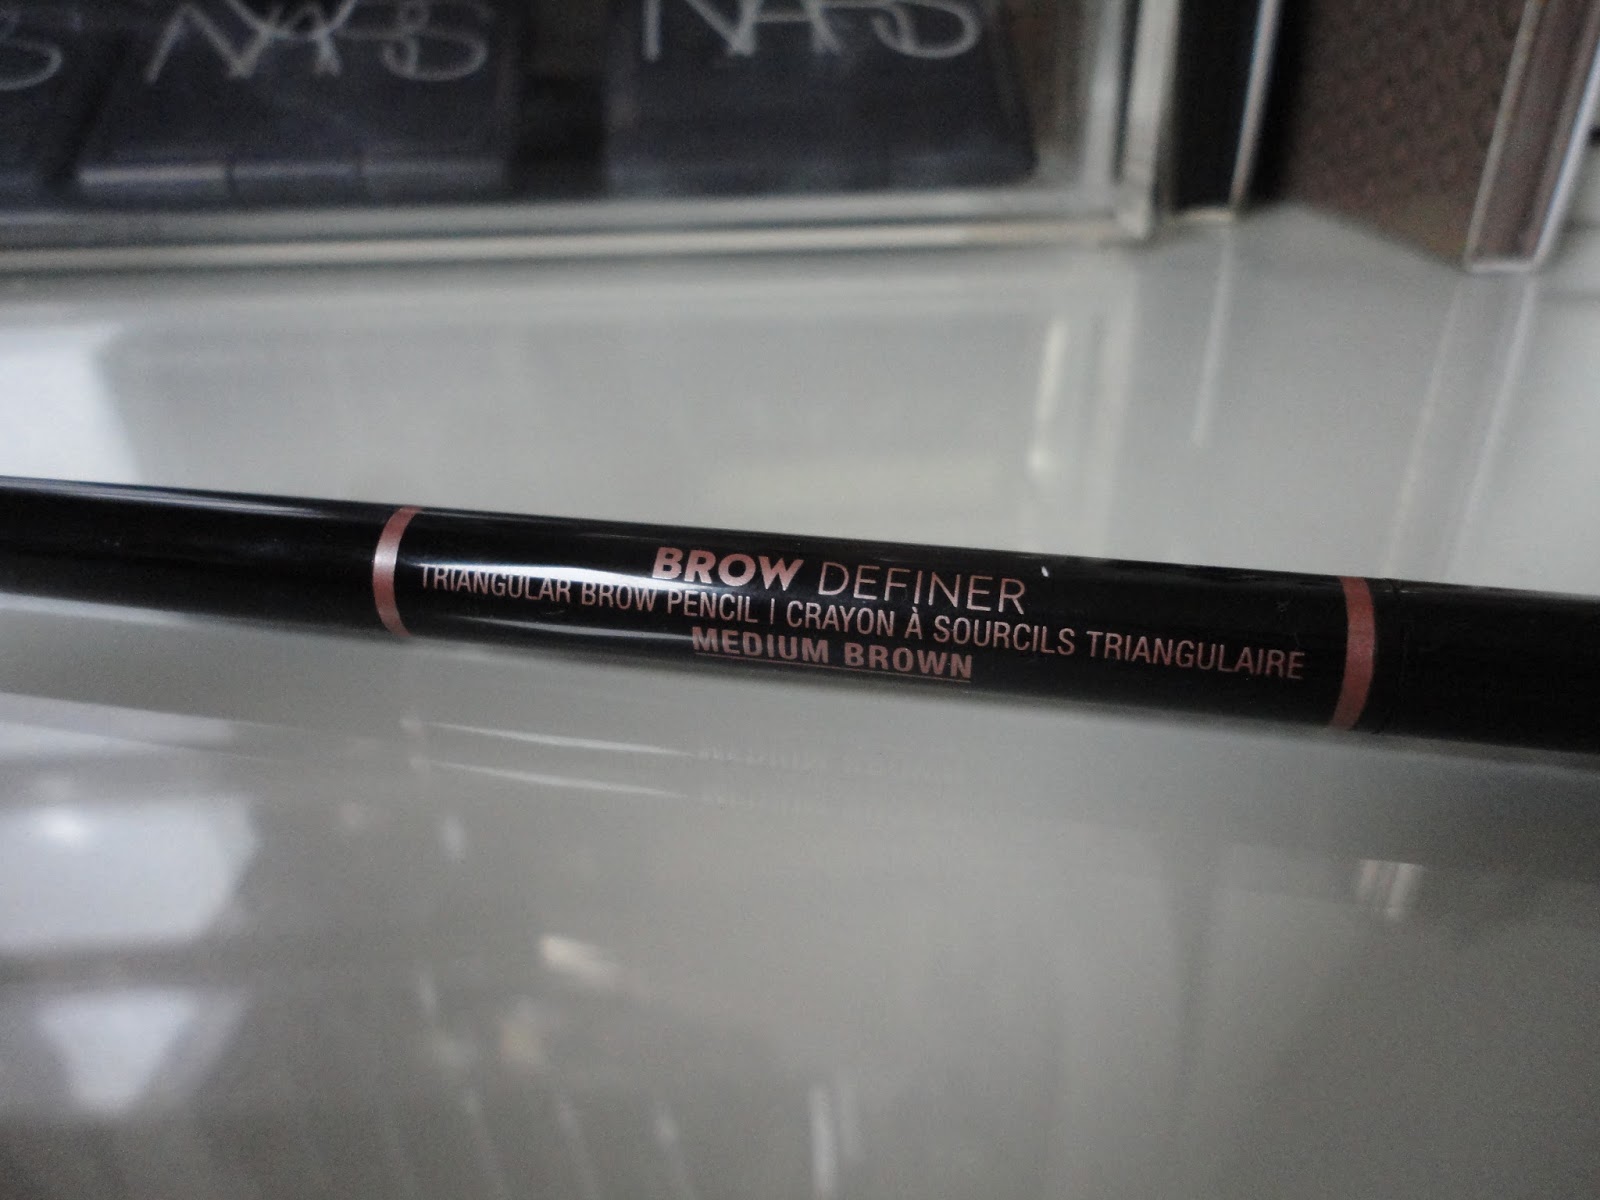 NARS
NARS
BROW DEFINER
TRIANGULAR BROW PENCIL | CRAYON À SOURCILS TRIANGULAIRE
MEDIUM BROWN